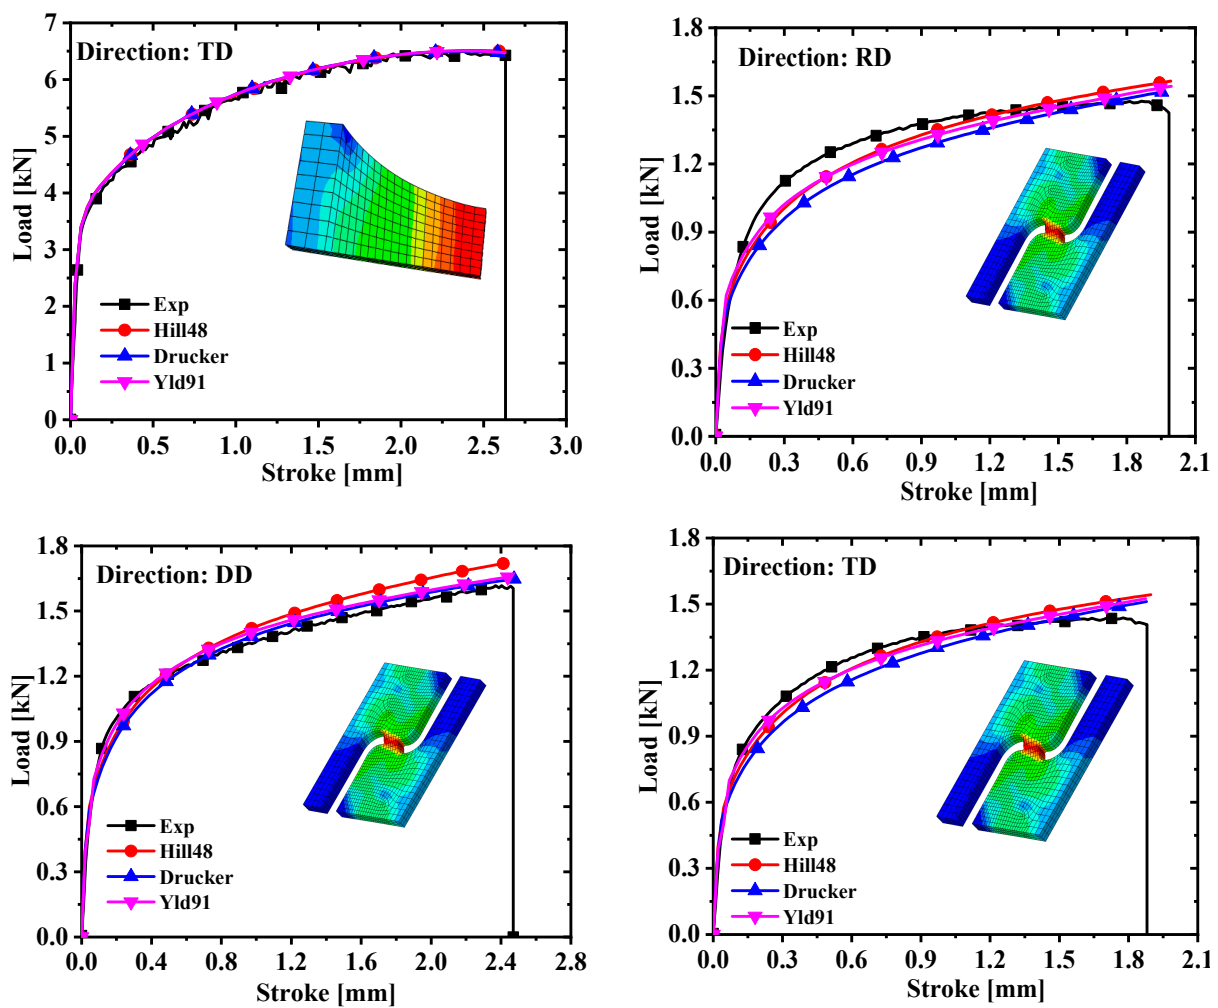 Direction: TD
Load [kN]
7
6
5
4
3
2
1
0
Exp
Hill48
Drucker
Yld91
0.0 0.5 1.0 1.5 2.0 2.5 3.0
Stroke [mm]
Direction: RD
Load [kN]
1.8
1.5
1.2
0.9
0.6
0.3
0.0
Exp
Hill48
Drucker
Yld91
0.0 0.3 0.6 0.9 1.2 1.5 1.8 2.1
Stroke [mm]
Direction: DD
Load [kN]
1.8
1.5
1.2
0.9
0.6
0.3
0.0
Exp
Hill48
Drucker
Yld91
0.0 0.4 0.8 1.2 1.6 2.0 2.4 2.8
Stroke [mm]
Direction: TD
Load [kN]
1.8
1.5
1.2
0.9
0.6
0.3
0.0
Exp
Hill48
Drucker
Yld91
0.0 0.3 0.6 0.9 1.2 1.5 1.8 2.1
Stroke [mm]